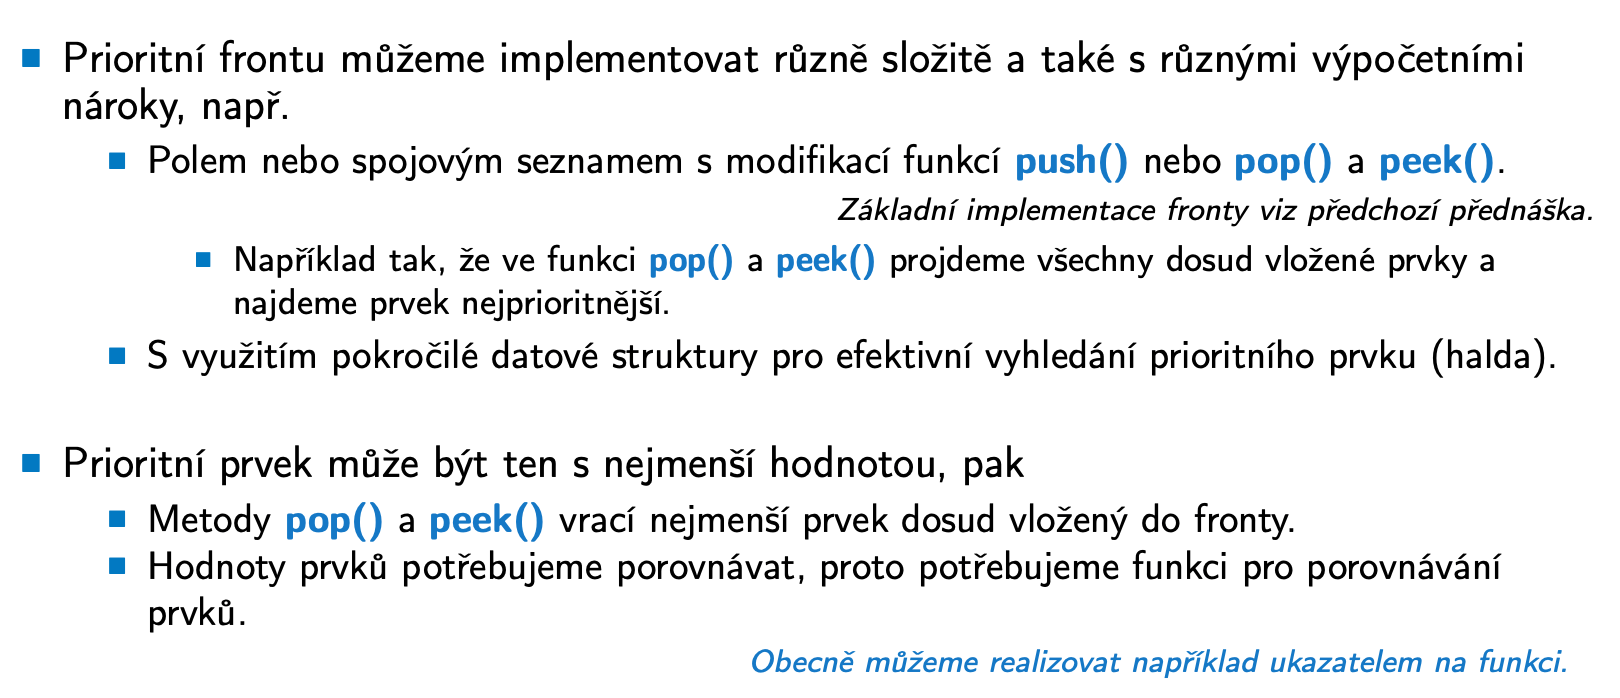 Prioritní frontu můžeme implementovat různě složitě a také s různými výpočetními
nároky, např.
Polem nebo spojovým seznamem s modifikací funkcí push() nebo pop() a peek().
Základní implementace fronty viz předchozí přednáška.
Například tak, že ve funkci pop() a peek() projdeme všechny dosud vložené prvky a
najdeme prvek nejprioritnější.
S využitím pokročilé datové struktury pro efektivní vyhledání prioritního prvku (halda).
Prioritní prvek může být ten s nejmenší hodnotou, pak
Metody pop() a peek() vrací nejmenší prvek dosud vložený do fronty.
Hodnoty prvků potřebujeme porovnávat, proto potřebujeme funkci pro porovnávání
prvků.
Obecně můžeme realizovat například ukazatelem na funkci.